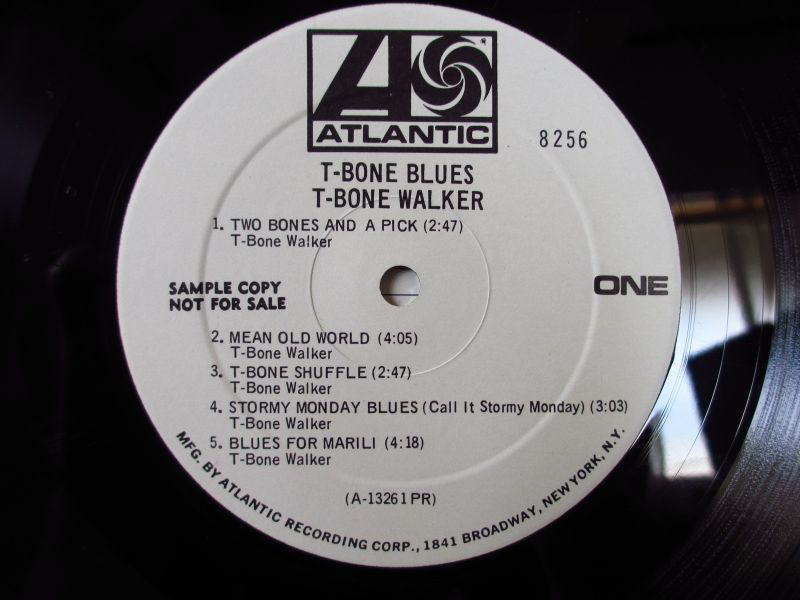 ATLANTIC
8256
T-BONE BLUES
T-BONE WALKER
1. TWO BONES AND A PICK (2:47)
T-Bone Walker
SAMPLE COPY
NOT FOR SALE
ONE
2. MEAN OLD WORLD (4:05)
T-Bone Walker
3. T-BONE SHUFFLE (2:47)
T-Bone Walker
4. STORMY MONDAY BLUES (Call It Stormy Monday) (3:03)
T-Bone Walker
5. BLUES FOR MARILI (4:18)
T-Bone Walker
(A-13261 PR)
MFG. BY ATLANTIC RECORDING CORP., 1841 BROADWAY, NEW YORK, N.Y.